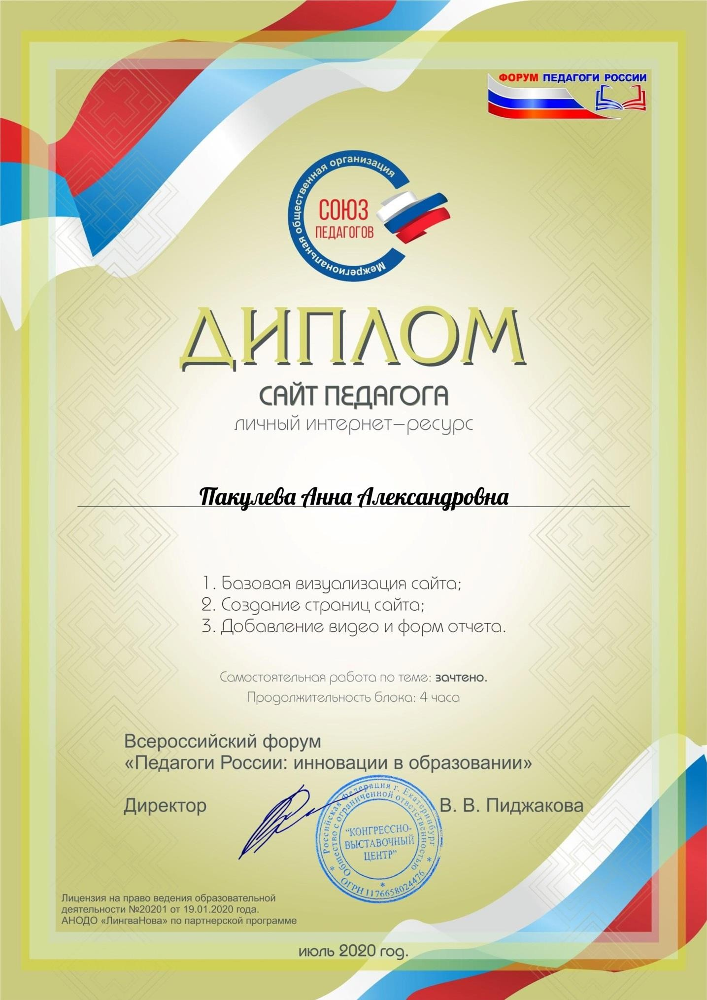 ФОРУМ ПЕДАГОГИ РОССИИ
Межрегиональная общественная организация
СОЮЗ
ПЕДАГОГОВ
ДИПЛОМ
САЙТ ПЕДАГОГА
личный интернет-ресурс
Пакулева Анна Александровна
1. Базовая визуализация сайта;
2. Создание страниц сайта;
3. Добавление видео и форм отчета.
Самостоятельная работа по теме: зачтено.
Продолжительность блока: 4 часа
Всероссийский форум
«Педагоги России: инновации в образовании»
Директор
В. В. Пиджакова
* Российская Федерация г. Екатеринбург *
Общество с ограниченной ответственностью
"КОНГРЕССНО-
ВЫСТАВОЧНЫЙ
ЦЕНТР"
*
ОГРН 1176658024476
Лицензия на право ведения образовательной
деятельности №20201 от 19.01.2020 года.
АНОДО «ЛингваНова» по партнерской программе
июль 2020 год.